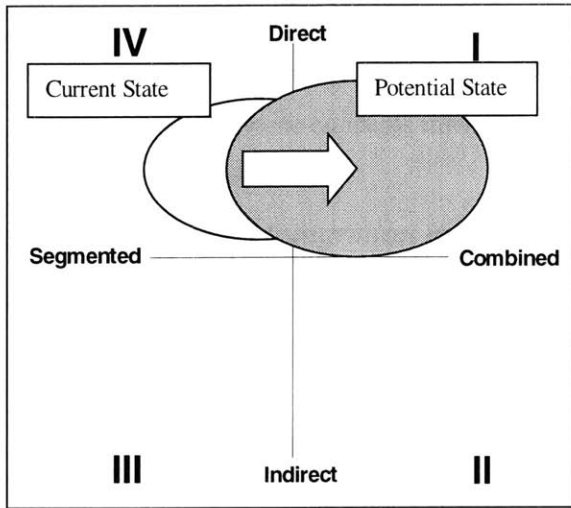 IV
Direct
I
Current State
Potential State
Segmented
Combined
III
Indirect
II